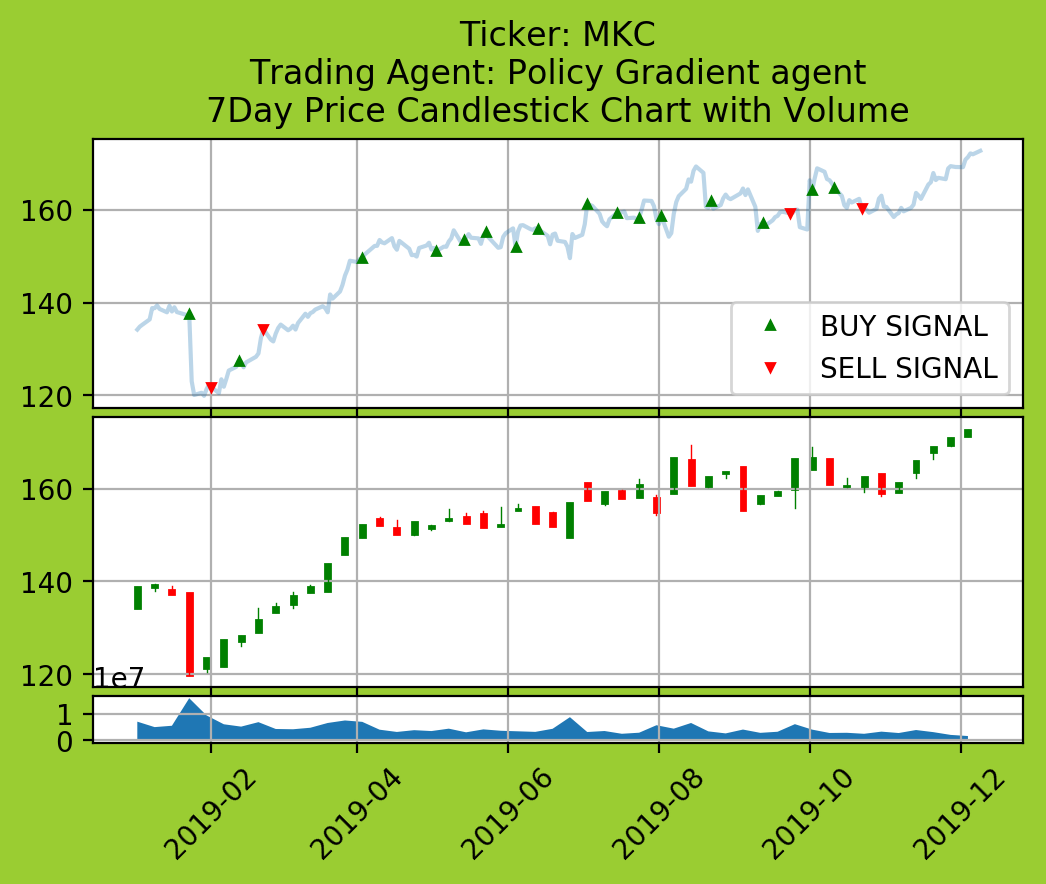 Ticker: MKC
Trading Agent: Policy Gradient agent
7Day Price Candlestick Chart with Volume
160
140
120
BUY SIGNAL
SELL SIGNAL
160
140
120
1e7
1
0
2019-02
2019-04
2019-06
2019-08
2019-10
2019-12